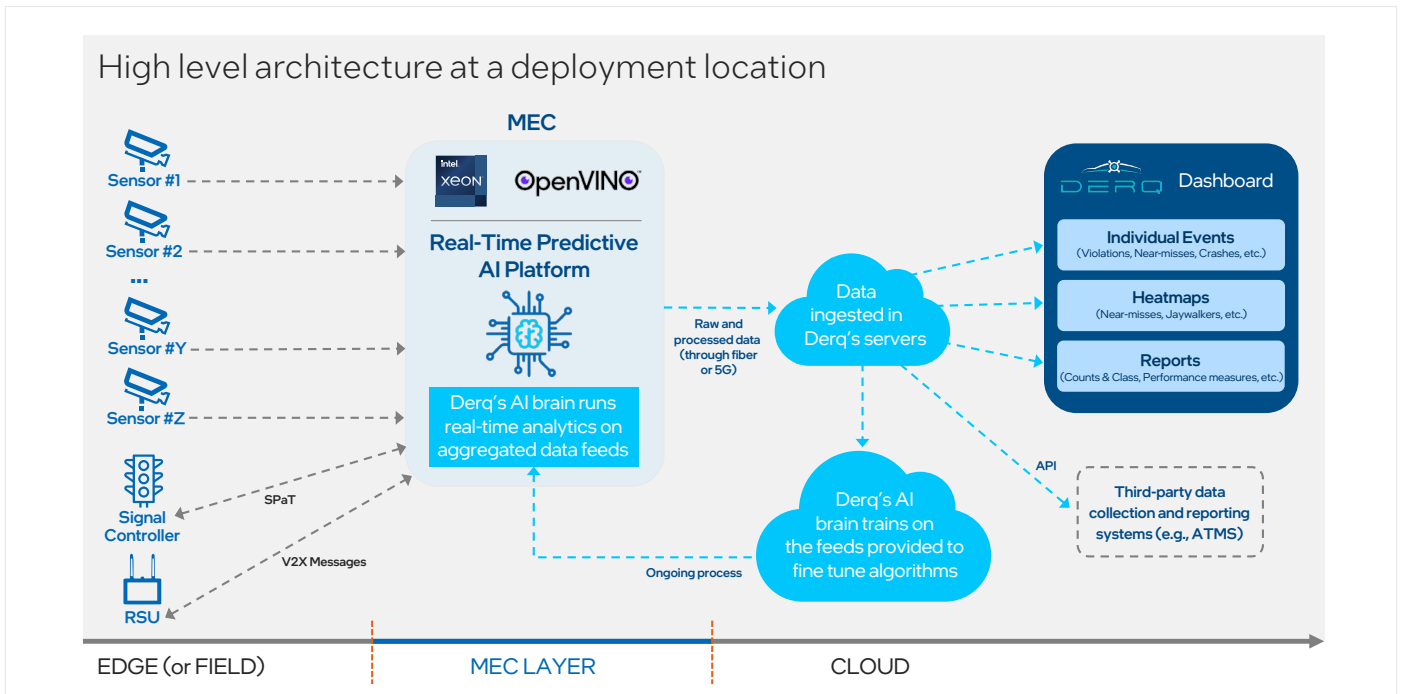 High level architecture at a deployment location
MEC
Sensor #1
Sensor #2
...
Sensor #Y
Sensor #Z
Signal
Controller
RSU
SPaT
V2X Messages
intel.
xeon
OpenVINO™
Real-Time Predictive
AI Platform
Derq's AI brain runs
real-time analytics on
aggregated data feeds
Raw and
processed data
(through fiber
or 5G)
Data
ingested in
Derq's servers
Derq's AI
brain trains on
the feeds provided to
fine tune algorithms
Ongoing process
DERQ Dashboard
Individual Events
(Violations, Near-misses, Crashes, etc.)
Heatmaps
(Near-misses, Jaywalkers, etc.)
Reports
(Counts & Class, Performance measures, etc.)
API
Third-party data
collection and reporting
systems (e.g., ATMS)
EDGE (or FIELD)
MEC LAYER
CLOUD